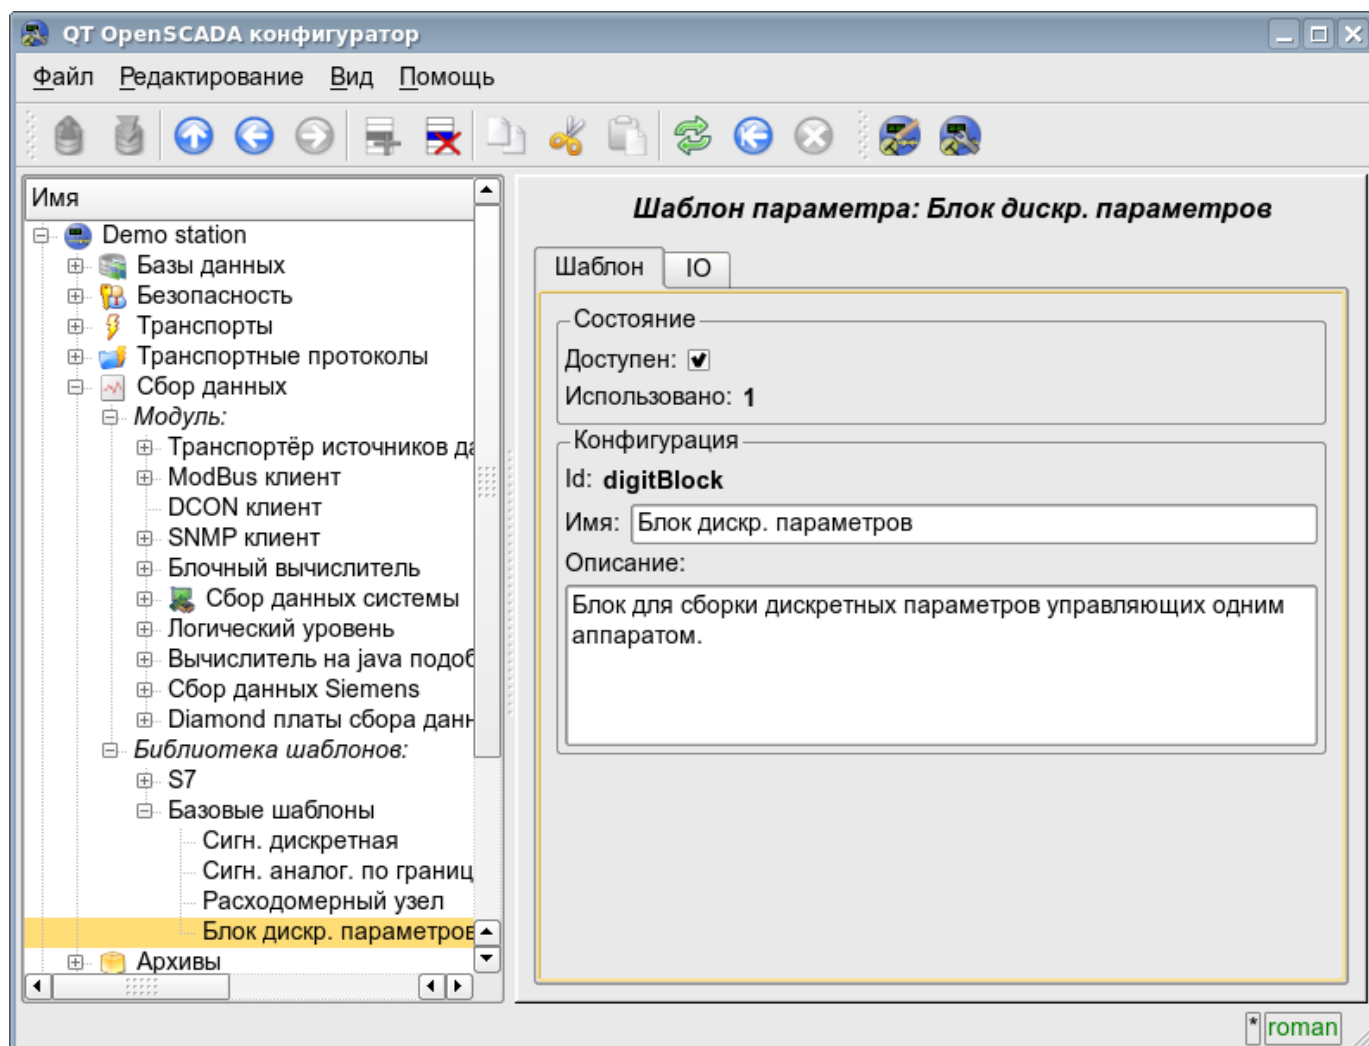 QT OpenSCADA конфигуратор
Файл Редактирование Вид Помощь
Имя
Demo station
Базы данных
Безопасность
Транспорты
Транспортные протоколы
Сбор данных
Модуль:
Транспортёр источников да
ModBus клиент
DCON клиент
SNMP клиент
Блочный вычислитель
Сбор данных системы
Логический уровень
Вычислитель на java подоб
Сбор данных Siemens
Diamond платы сбора данн
Библиотека шаблонов:
S7
Базовые шаблоны
Сигн. дискретная
Сигн. аналог. по границ
Расходомерный узел
Блок дискр. параметров
Архивы
Шаблон параметра: Блок дискр. параметров
Шаблон IO
Состояние
Доступен:
Использовано: 1
Конфигурация
Id: digitBlock
Имя: Блок дискр. параметров
Описание:
Блок для сборки дискретных параметров управляющих одним
аппаратом.
* roman